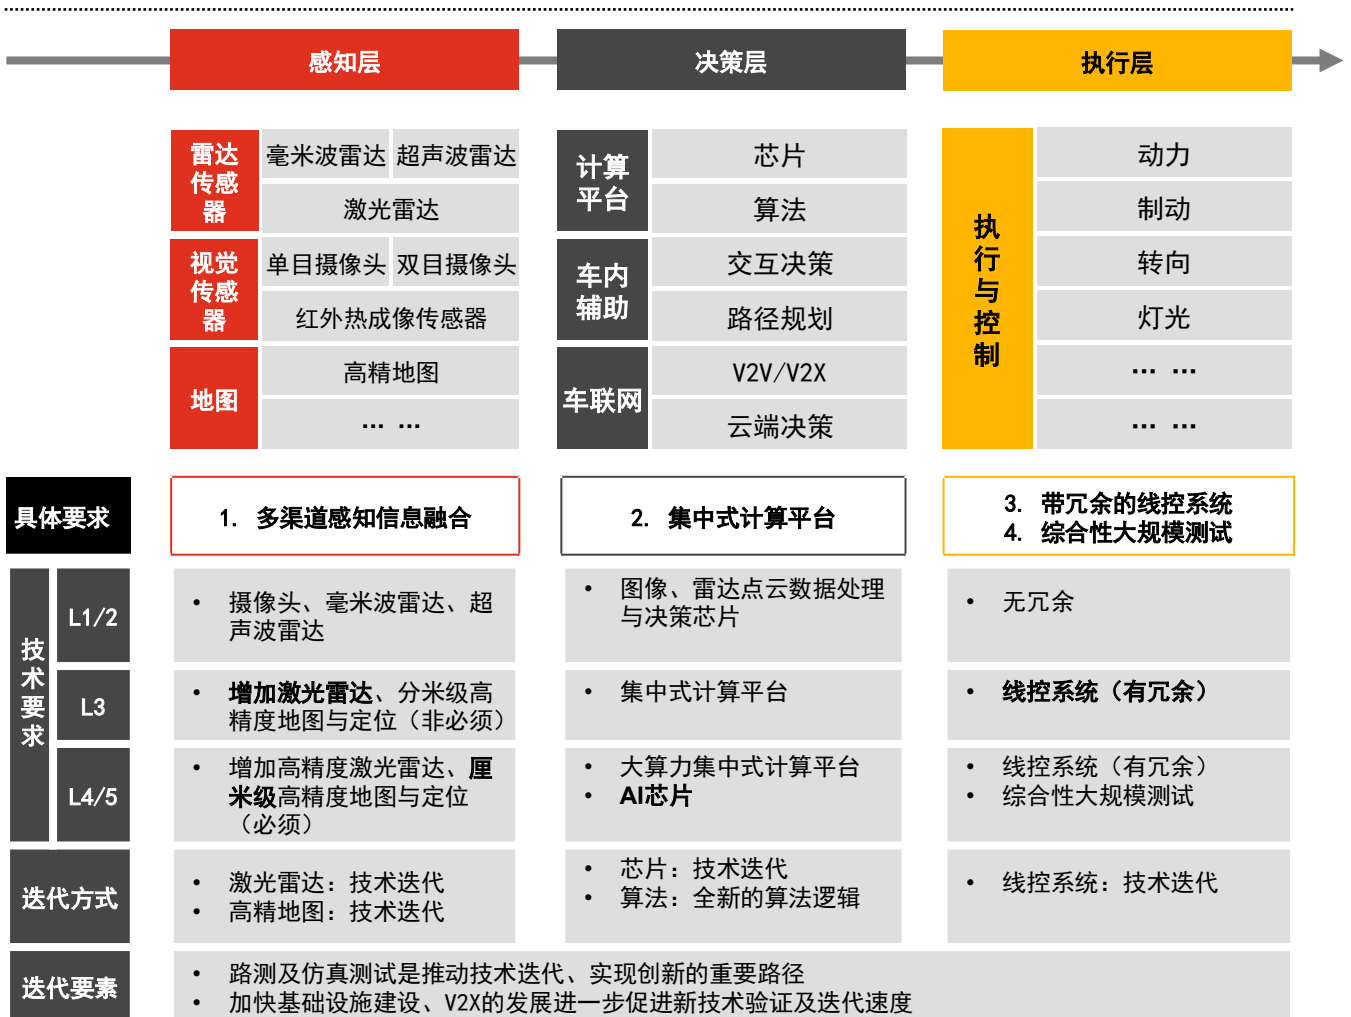 感知层
决策层
执行层
雷达
传感
器
毫米波雷达
超声波雷达
激光雷达
视觉
传感
器
单目摄像头
双目摄像头
红外热成像传感器
地图
高精地图
… …
计算
平台
芯片
算法
车内
辅助
交互决策
路径规划
车联网
V2V/V2X
云端决策
执
行
与
控
制
动力
制动
转向
灯光
… …
… …
具体要求
1. 多渠道感知信息融合
2. 集中式计算平台
3. 带冗余的线控系统
4. 综合性大规模测试
技
术
要
求
L1/2
• 摄像头、毫米波雷达、超
声波雷达
• 图像、雷达点云数据处理
与决策芯片
• 无冗余
L3
• 增加激光雷达、分米级高
精度地图与定位（非必须）
• 集中式计算平台
• 线控系统（有冗余）
L4/5
• 增加高精度激光雷达、厘
米级高精度地图与定位
（必须）
• 大算力集中式计算平台
• AI芯片
• 线控系统（有冗余）
• 综合性大规模测试
迭代方式
• 激光雷达：技术迭代
• 高精地图：技术迭代
• 芯片：技术迭代
• 算法：全新的算法逻辑
• 线控系统：技术迭代
迭代要素
• 路测及仿真测试是推动技术迭代、实现创新的重要路径
• 加快基础设施建设、V2X的发展进一步促进新技术验证及迭代速度